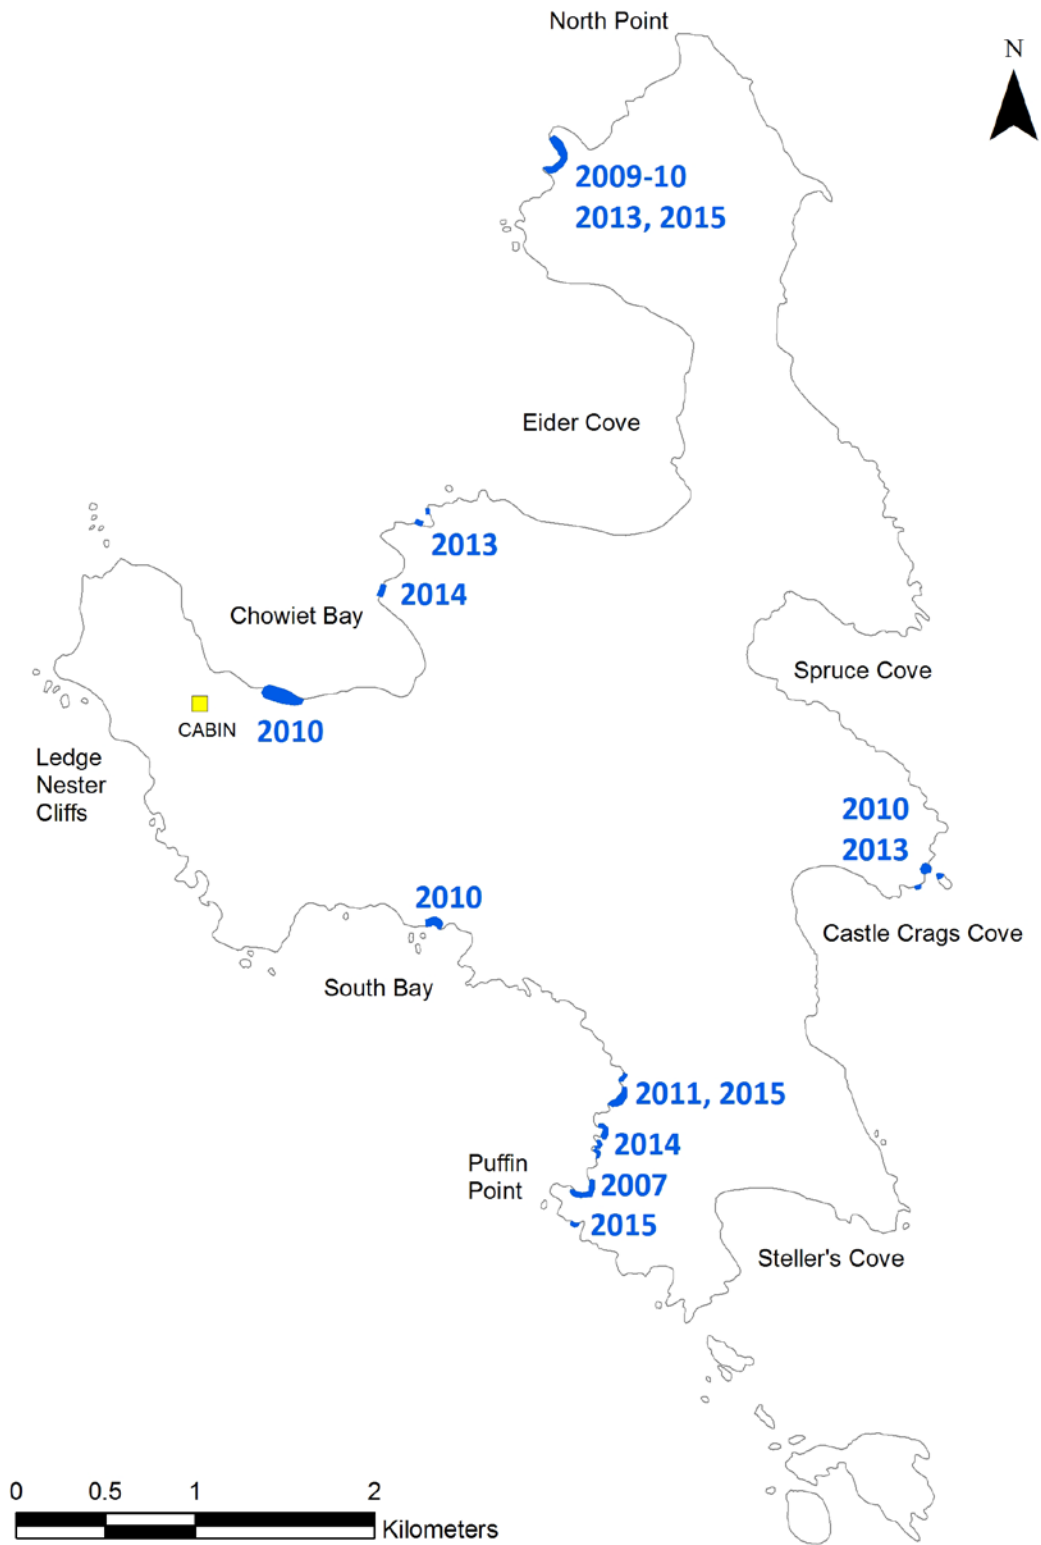 North Point
N
2009-10
2013, 2015
Eider Cove
2013
2014
Chowiet Bay
Spruce Cove
CABIN
2010
Ledge
Nester
Cliffs
2010
2013
2010
Castle Crags Cove
South Bay
2011, 2015
2014
Puffin
Point
2007
2015
Steller's Cove
0 0.5 1 2
Kilometers